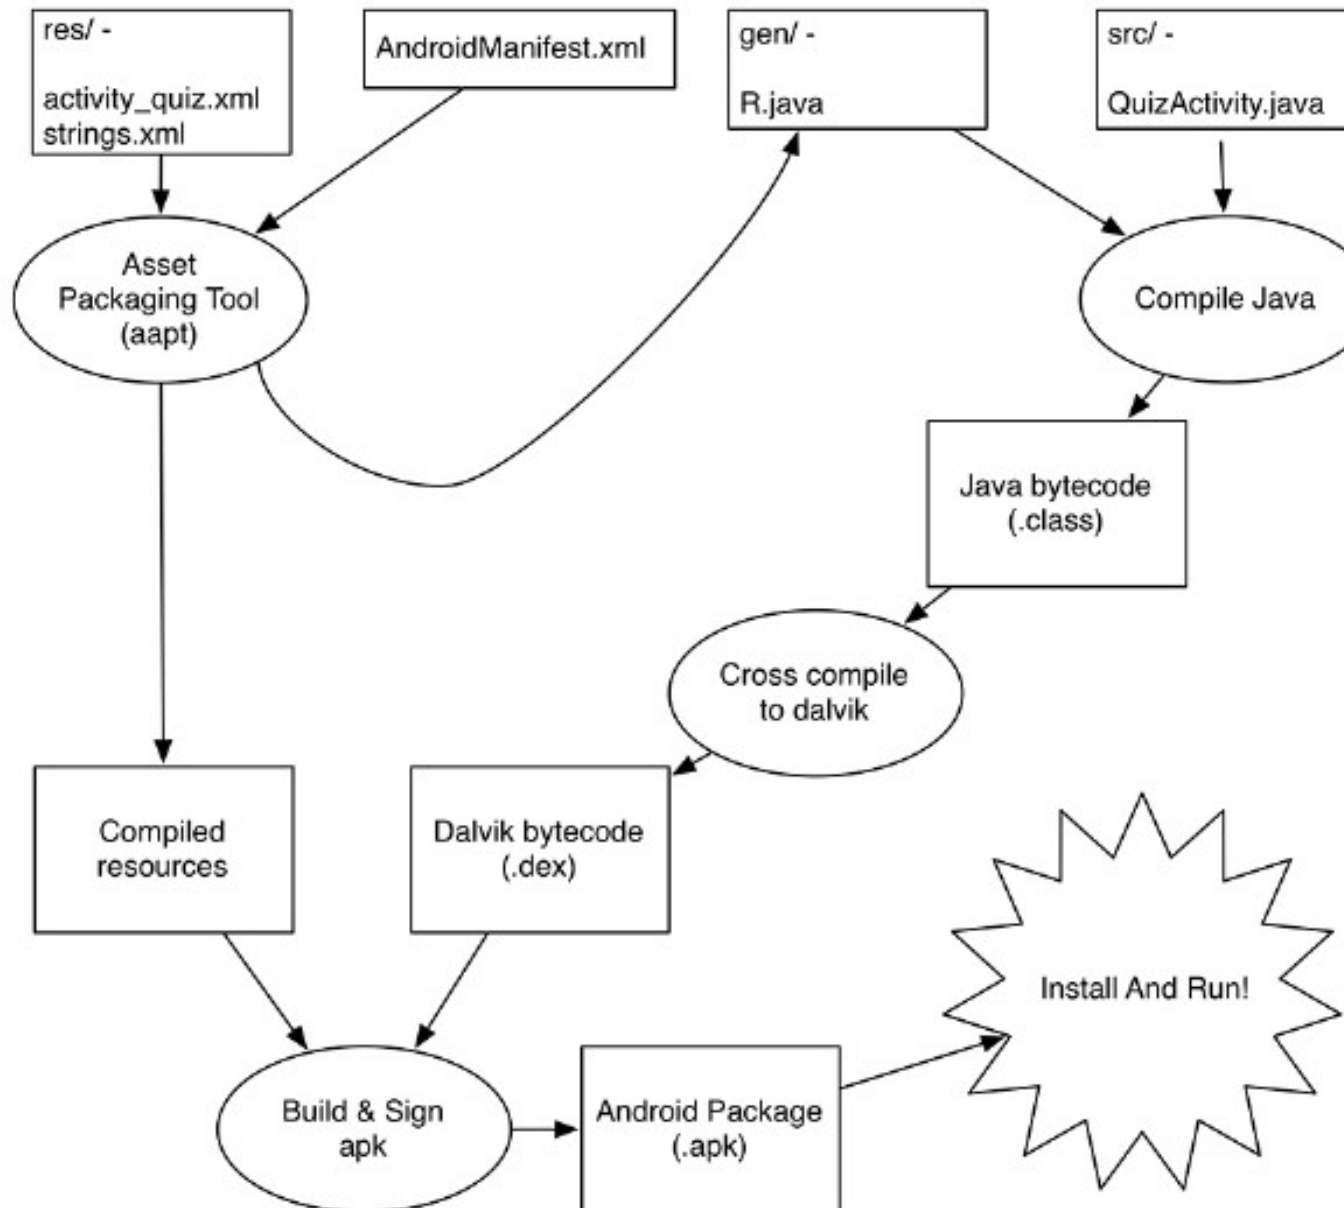 res/ -
activity_quiz.xml
strings.xml
AndroidManifest.xml
gen/ -
R.java
src/ -
QuizActivity.java
Asset
Packaging Tool
(aapt)
Compile Java
Java bytecode
(.class)
Cross compile
to dalvik
Compiled
resources
Dalvik bytecode
(.dex)
Install And Run!
Build & Sign
apk
Android Package
(.apk)